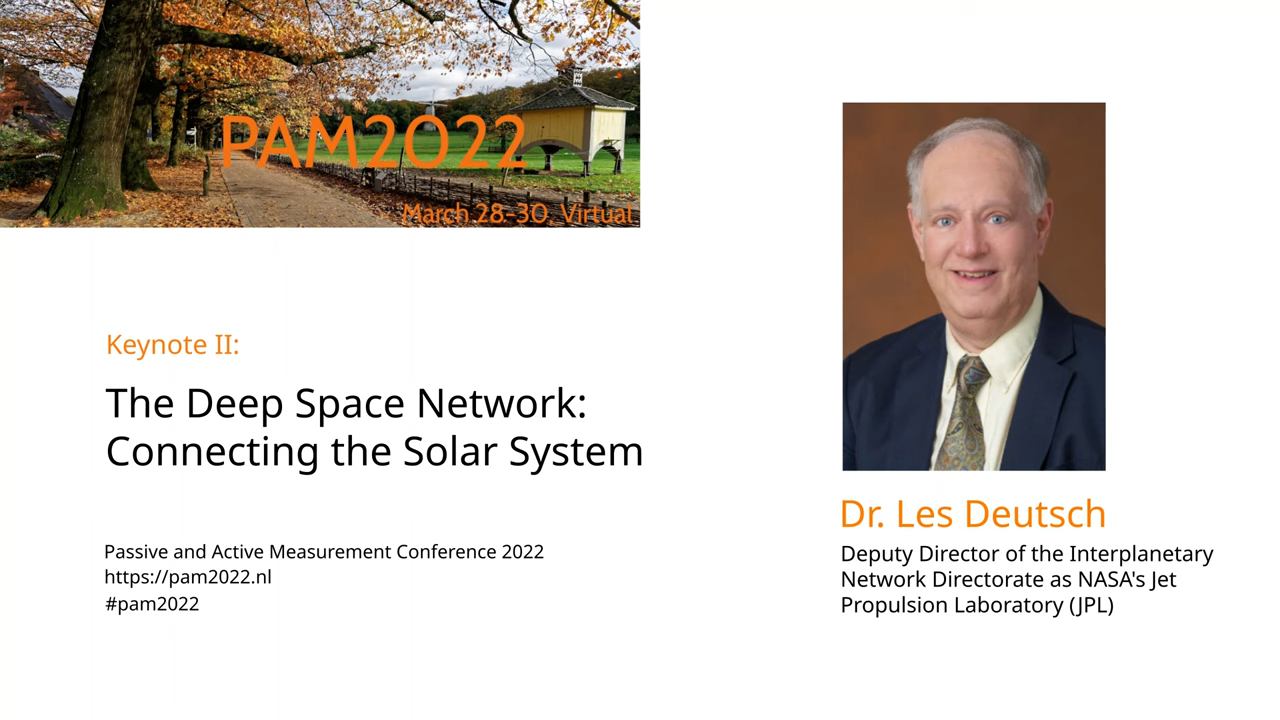 PAM2022
March 28-30, Virtual
Keynote II:
The Deep Space Network:
Connecting the Solar System
Passive and Active Measurement Conference 2022
https://pam2022.nl
#pam2022
Dr. Les Deutsch
Deputy Director of the Interplanetary
Network Directorate as NASA's Jet
Propulsion Laboratory (JPL)